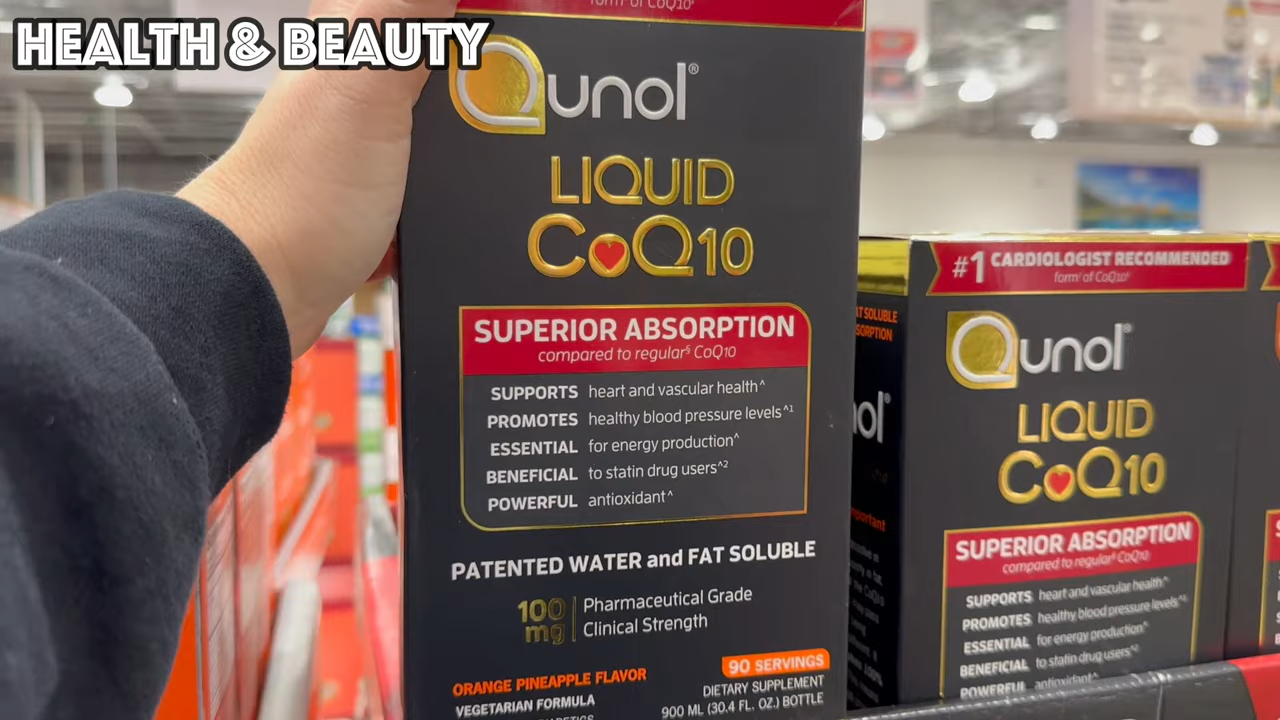 HEALTH & BEAUTY
form† of CoQ10‡
Qunol®
LIQUID
CoQ10
SUPERIOR ABSORPTION
compared to regular§ CoQ10
SUPPORTS heart and vascular health^
PROMOTES healthy blood pressure levels^1
ESSENTIAL for energy production^
BENEFICIAL to statin drug users^2
POWERFUL antioxidant^
PATENTED WATER and FAT SOLUBLE
100 mg
Pharmaceutical Grade
Clinical Strength
ORANGE PINEAPPLE FLAVOR
90 SERVINGS
VEGETARIAN FORMULA
DIETARY SUPPLEMENT
900 ML (30.4 FL. OZ.) BOTTLE
#1 CARDIOLOGIST RECOMMENDED
form† of CoQ10‡
Qunol®
LIQUID
CoQ10
SUPERIOR ABSORPTION
compared to regular§ CoQ10
SUPPORTS heart and vascular health^
PROMOTES healthy blood pressure levels^1
ESSENTIAL for energy production^
BENEFICIAL to statin drug users^2
POWERFUL antioxidant^